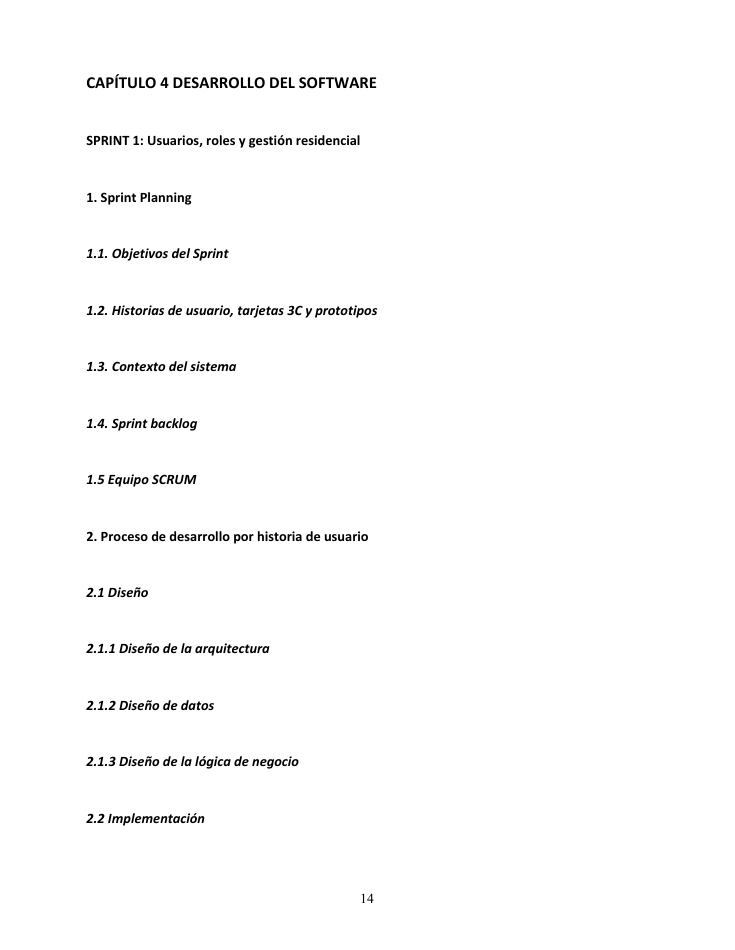 CAPÍTULO 4 DESARROLLO DEL SOFTWARE
SPRINT 1: Usuarios, roles y gestión residencial
1. Sprint Planning
1.1. Objetivos del Sprint
1.2. Historias de usuario, tarjetas 3C y prototipos
1.3. Contexto del sistema
1.4. Sprint backlog
1.5 Equipo SCRUM
2. Proceso de desarrollo por historia de usuario
2.1 Diseño
2.1.1 Diseño de la arquitectura
2.1.2 Diseño de datos
2.1.3 Diseño de la lógica de negocio
2.2 Implementación
14